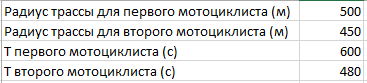 Радиус трассы для первого мотоциклиста (м) 500
Радиус трассы для второго мотоциклиста (м) 450
Т первого мотоциклиста (с) 600
Т второго мотоциклиста (с) 480